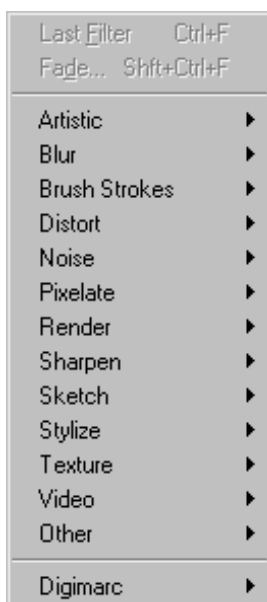 Last Filter Ctrl+F
Fade... Shft+Ctrl+F
Artistic
Blur
Brush Strokes
Distort
Noise
Pixelate
Render
Sharpen
Sketch
Stylize
Texture
Video
Other
Digimarc